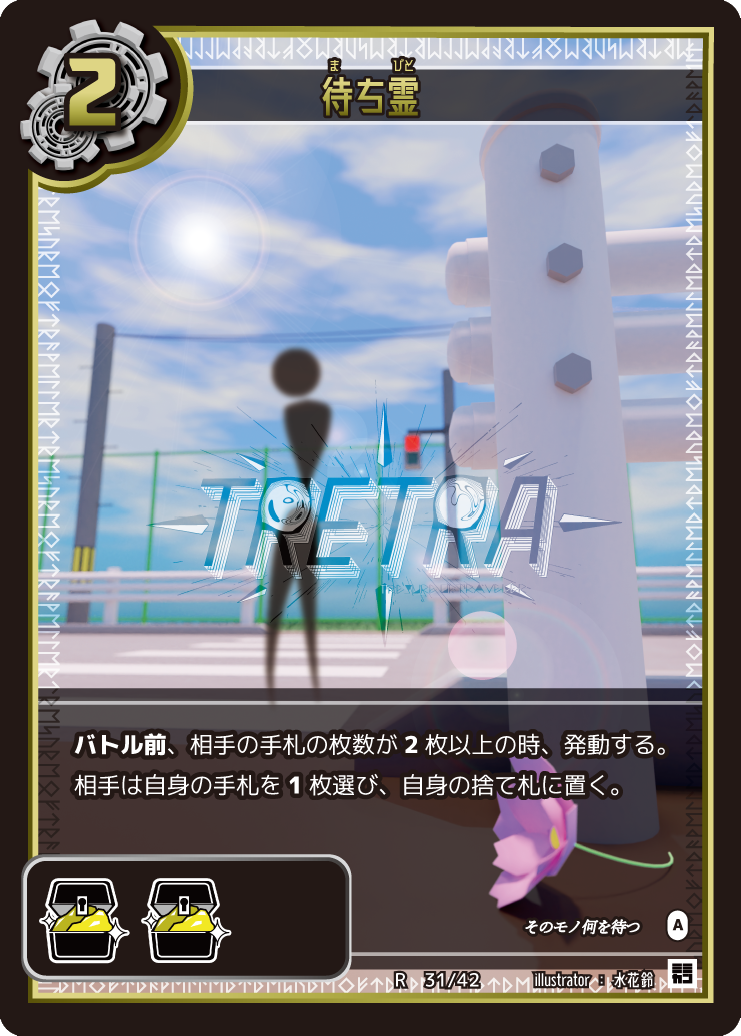 2
ま びと
待ち霊
TRETRA
バトル前、相手の手札の枚数が 2 枚以上の時、発動する。
相手は自身の手札を 1 枚選び、自身の捨て札に置く。
そのモノ何を待つ A
R 31/42 illustrator : 水花鈴